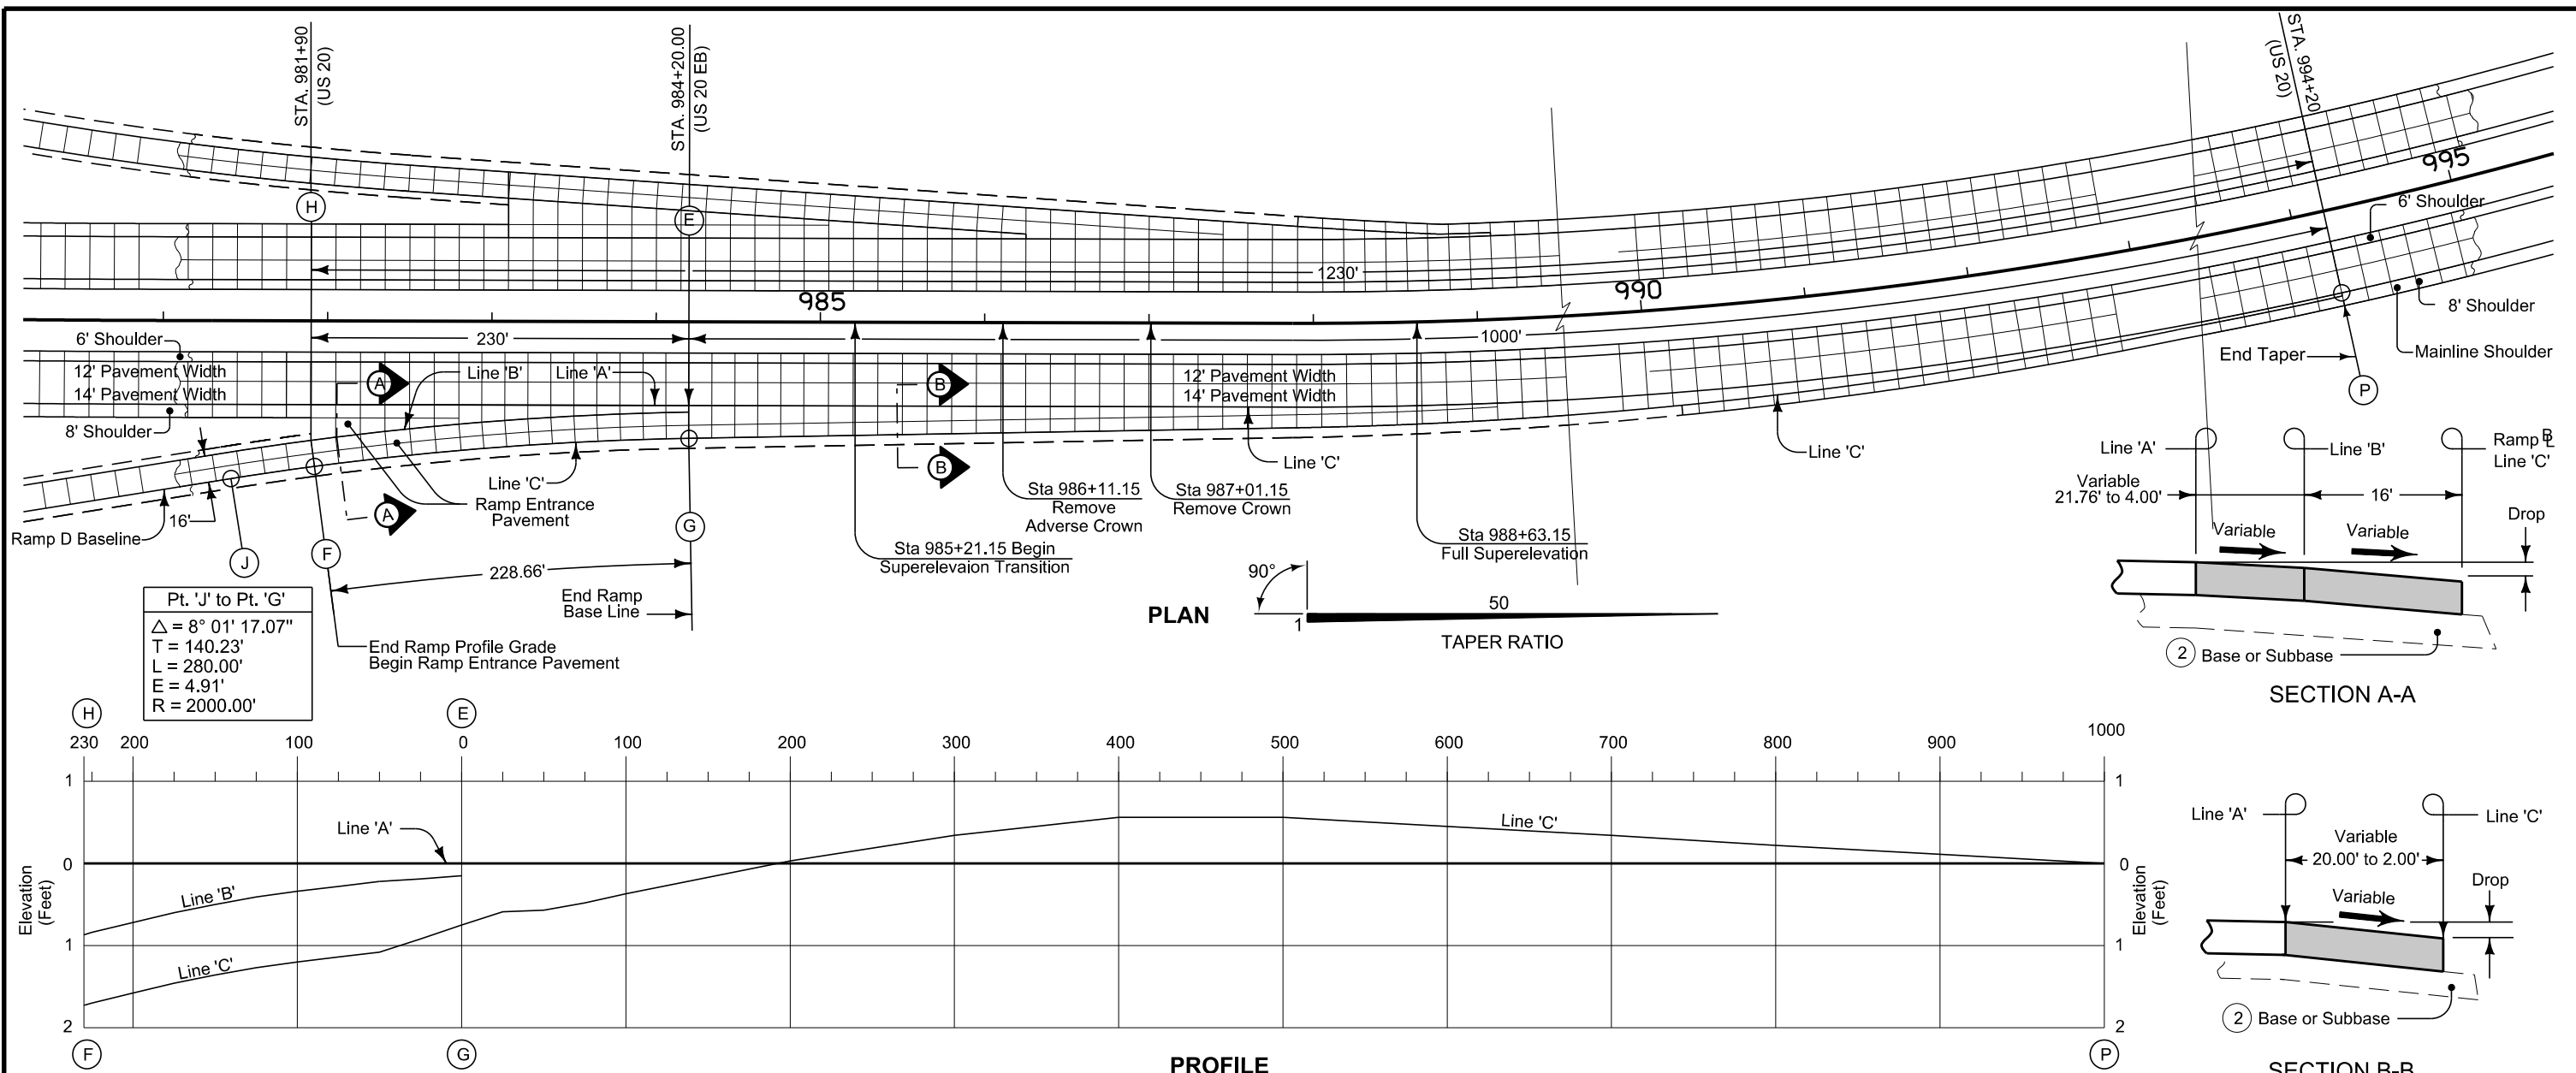 STA. 981+90
(US 20)
STA. 984+20.00
(US 20 EB)
STA. 994+20
(US 20)
H
E
995
6' Shoulder
1230'
985
990
8' Shoulder
6' Shoulder
230'
1000'
12' Pavement Width
14' Pavement Width
A
Line 'B'
Line 'A'
B
12' Pavement Width
14' Pavement Width
End Taper
Mainline Shoulder
P
8' Shoulder
Line 'C'
Line 'C'
Line 'C'
B
Ramp Entrance
Pavement
A
16'
Ramp D Baseline
J
F
G
Sta 986+11.15
Remove
Adverse Crown
Sta 987+01.15
Remove Crown
Sta 985+21.15 Begin
Superelevaion Transition
Sta 988+63.15
Full Superelevation
228.66'
End Ramp
Base Line
End Ramp Profile Grade
Begin Ramp Entrance Pavement
Pt. 'J' to Pt. 'G'
△ = 8° 01' 17.07"
T = 140.23'
L = 280.00'
E = 4.91'
R = 2000.00'
PLAN
90°
1
50
TAPER RATIO
Line 'A'
Line 'B'
Ramp BL
Line 'C'
Variable
21.76' to 4.00'
16'
Drop
Variable
Variable
2 Base or Subbase
SECTION A-A
H
E
230 200 100 0 100 200 300 400 500 600 700 800 900 1000
1
0
1
2
Elevation
(Feet)
Line 'A'
Line 'B'
Line 'C'
Line 'C'
1
0
1
2
Elevation
(Feet)
F
G
P
PROFILE
Line 'A'
Line 'C'
Variable
20.00' to 2.00'
Drop
Variable
2 Base or Subbase
SECTION B-B